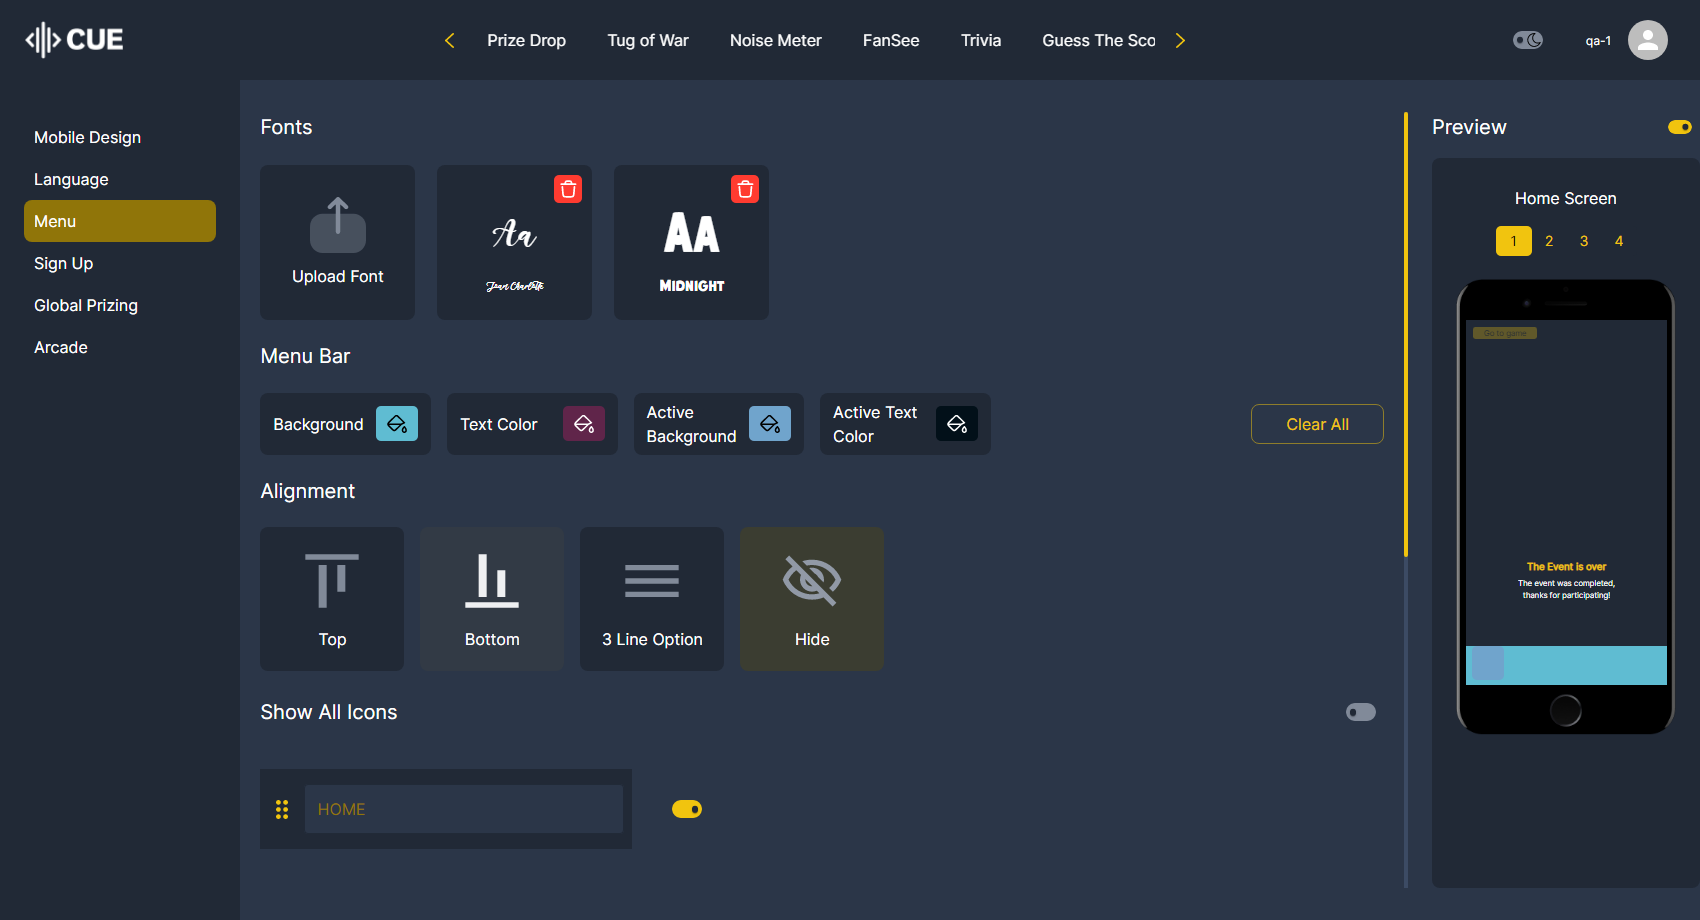 CUE
Prize Drop
Tug of War
Noise Meter
FanSee
Trivia
Guess The Sco
qa-1
Mobile Design
Language
Menu
Sign Up
Global Prizing
Arcade
Fonts
Upload Font
Aa
Jean Charlotte
AA
MIDNIGHT
Menu Bar
Background
Text Color
Active
Background
Active Text
Color
Clear All
Alignment
Top
Bottom
3 Line Option
Hide
Show All Icons
HOME
Preview
Home Screen
1 2 3 4
Go to game
The Event is over
The event was completed,
thanks for participating!